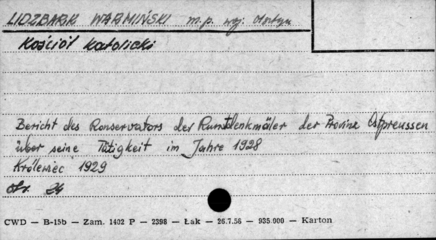 LIDZBARK WARMIŃSKI m.p. woj. olsztyn
Kościół katolicki
Bericht des Konservators der Kunstdenkmäler der Provinz Ostpreussen
über seine Tätigkeit im Jahre 1928
Królewiec 1929
CWD — B-15b — Zam. 1402 P — 2398 — Łak — 26.7.56 — 935.000 — Karton